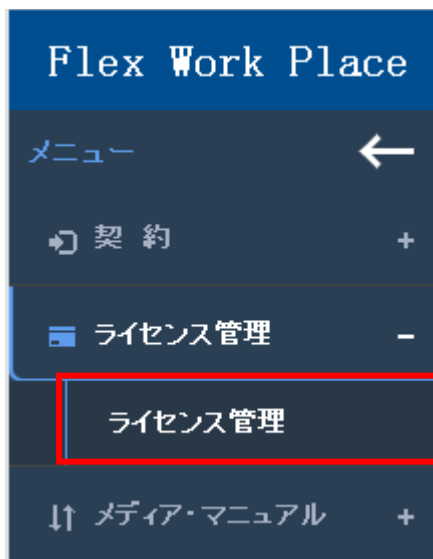 Flex Work Place
メニュー ←
契 約 +
ライセンス管理 −
ライセンス管理
メディア・マニュアル +